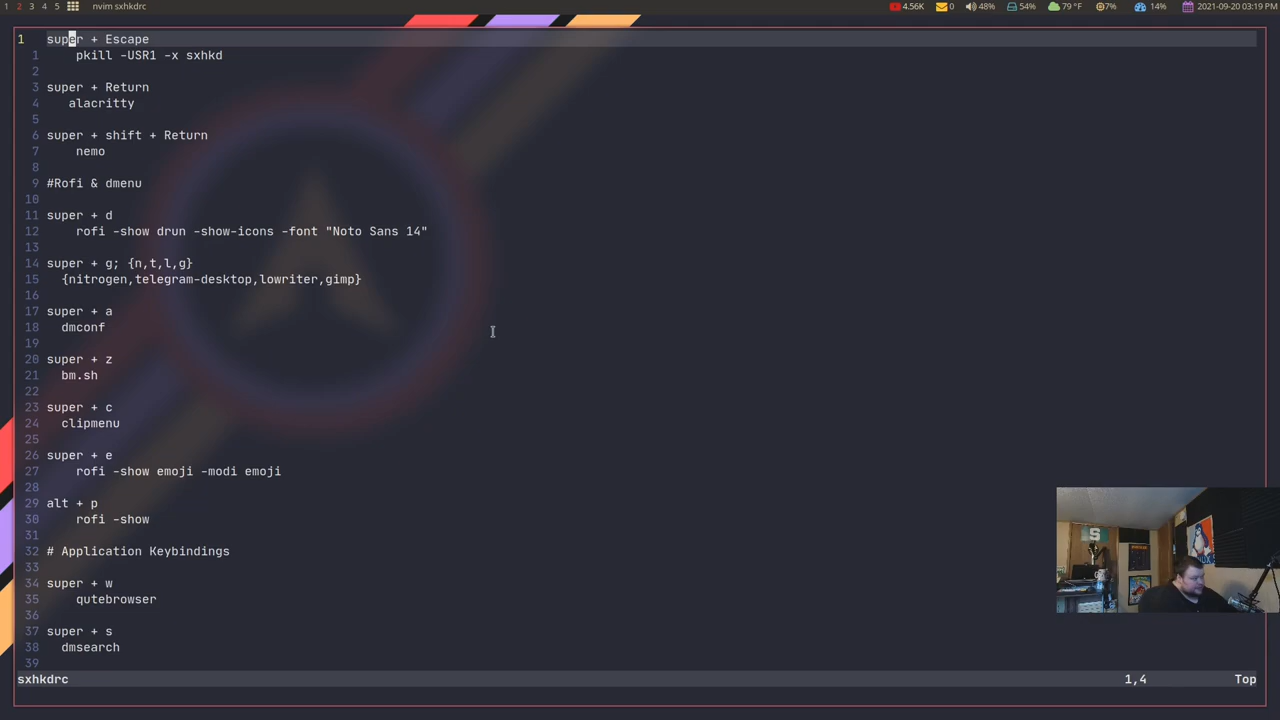 1 2 3 4 5 nvim sxhkdrc 4.56K 0 48% 54% 79 °F 7% 14% 2021-09-20 03:19 PM
1 super + Escape
1 pkill -USR1 -x sxhkd
2
3 super + Return
4 alacritty
5
6 super + shift + Return
7 nemo
8
9 #Rofi & dmenu
10
11 super + d
12 rofi -show drun -show-icons -font "Noto Sans 14"
13
14 super + g; {n,t,l,g}
15 {nitrogen,telegram-desktop,lowriter,gimp}
16
17 super + a
18 dmconf
19
20 super + z
21 bm.sh
22
23 super + c
24 clipmenu
25
26 super + e
27 rofi -show emoji -modi emoji
28
29 alt + p
30 rofi -show
31
32 # Application Keybindings
33
34 super + w
35 qutebrowser
36
37 super + s
38 dmsearch
39
sxhkdrc 1,4 Top